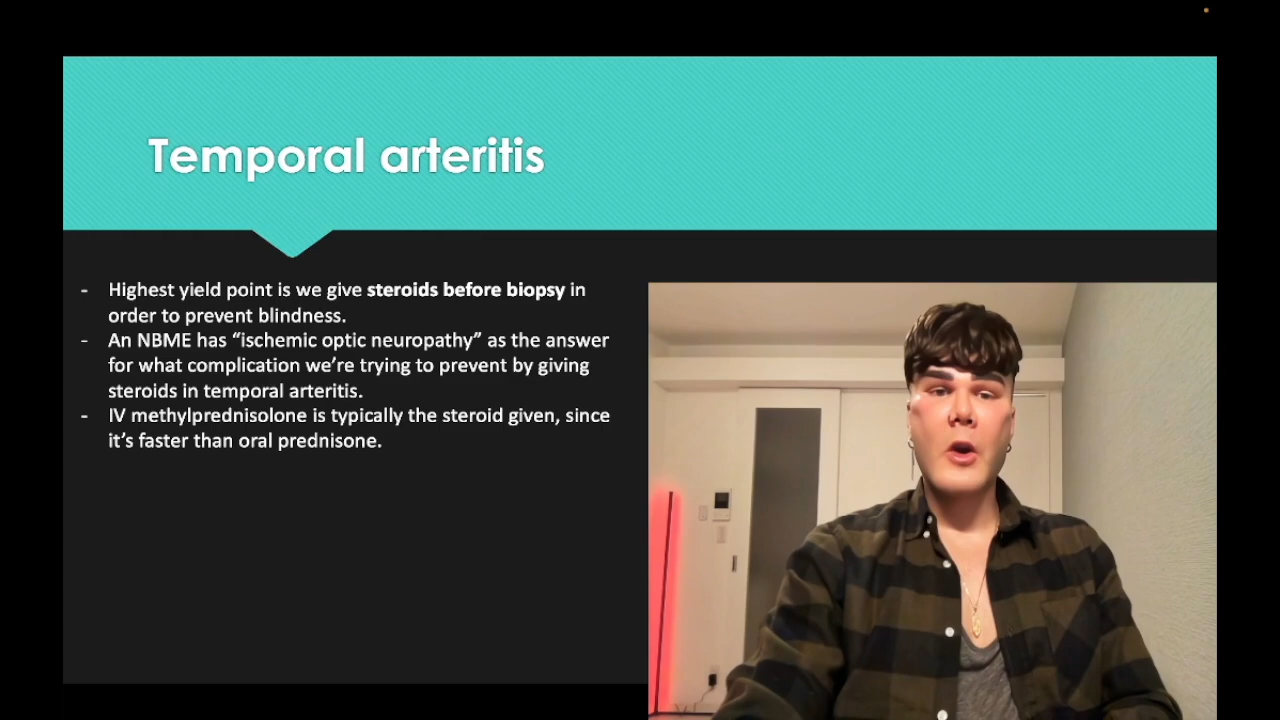 Temporal arteritis
- Highest yield point is we give steroids before biopsy in
order to prevent blindness.
- An NBME has “ischemic optic neuropathy” as the answer
for what complication we’re trying to prevent by giving
steroids in temporal arteritis.
- IV methylprednisolone is typically the steroid given, since
it’s faster than oral prednisone.